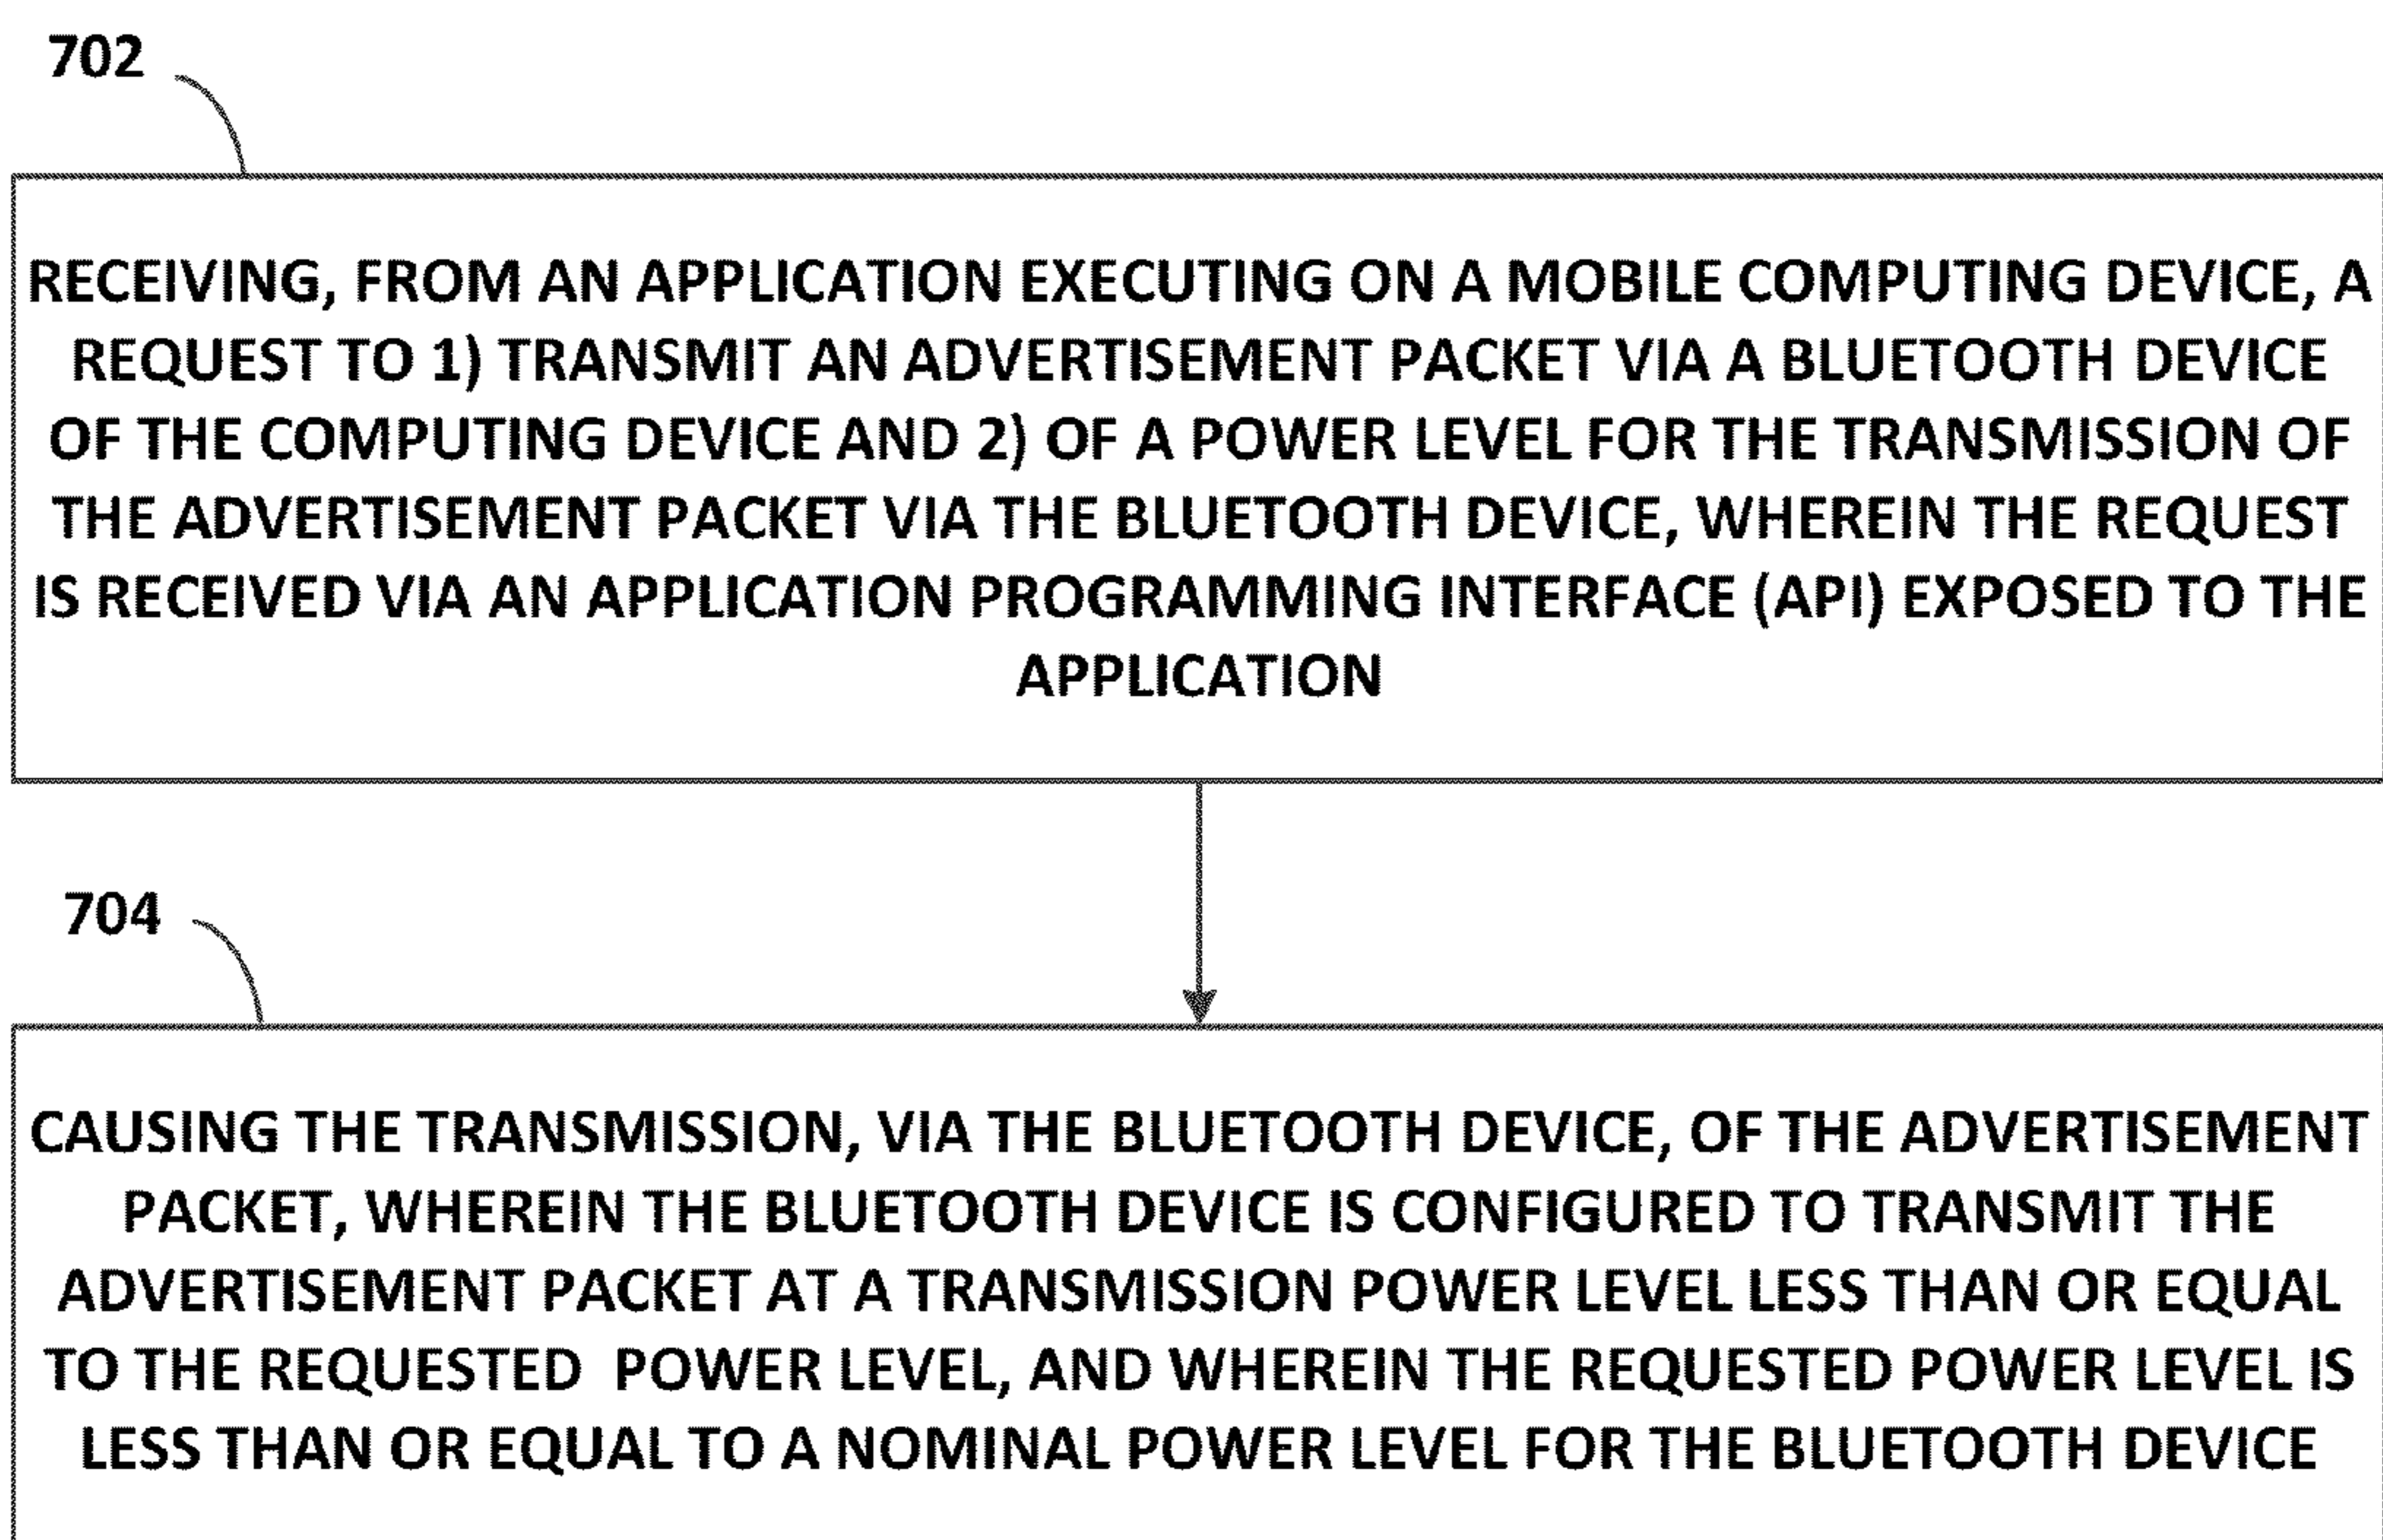 702
RECEIVING, FROM AN APPLICATION EXECUTING ON A MOBILE COMPUTING DEVICE, A
REQUEST TO 1) TRANSMIT AN ADVERTISEMENT PACKET VIA A BLUETOOTH DEVICE
OF THE COMPUTING DEVICE AND 2) OF A POWER LEVEL FOR THE TRANSMISSION OF
THE ADVERTISEMENT PACKET VIA THE BLUETOOTH DEVICE, WHEREIN THE REQUEST
IS RECEIVED VIA AN APPLICATION PROGRAMMING INTERFACE (API) EXPOSED TO THE
APPLICATION
704
CAUSING THE TRANSMISSION, VIA THE BLUETOOTH DEVICE, OF THE ADVERTISEMENT
PACKET, WHEREIN THE BLUETOOTH DEVICE IS CONFIGURED TO TRANSMIT THE
ADVERTISEMENT PACKET AT A TRANSMISSION POWER LEVEL LESS THAN OR EQUAL
TO THE REQUESTED POWER LEVEL, AND WHEREIN THE REQUESTED POWER LEVEL IS
LESS THAN OR EQUAL TO A NOMINAL POWER LEVEL FOR THE BLUETOOTH DEVICE